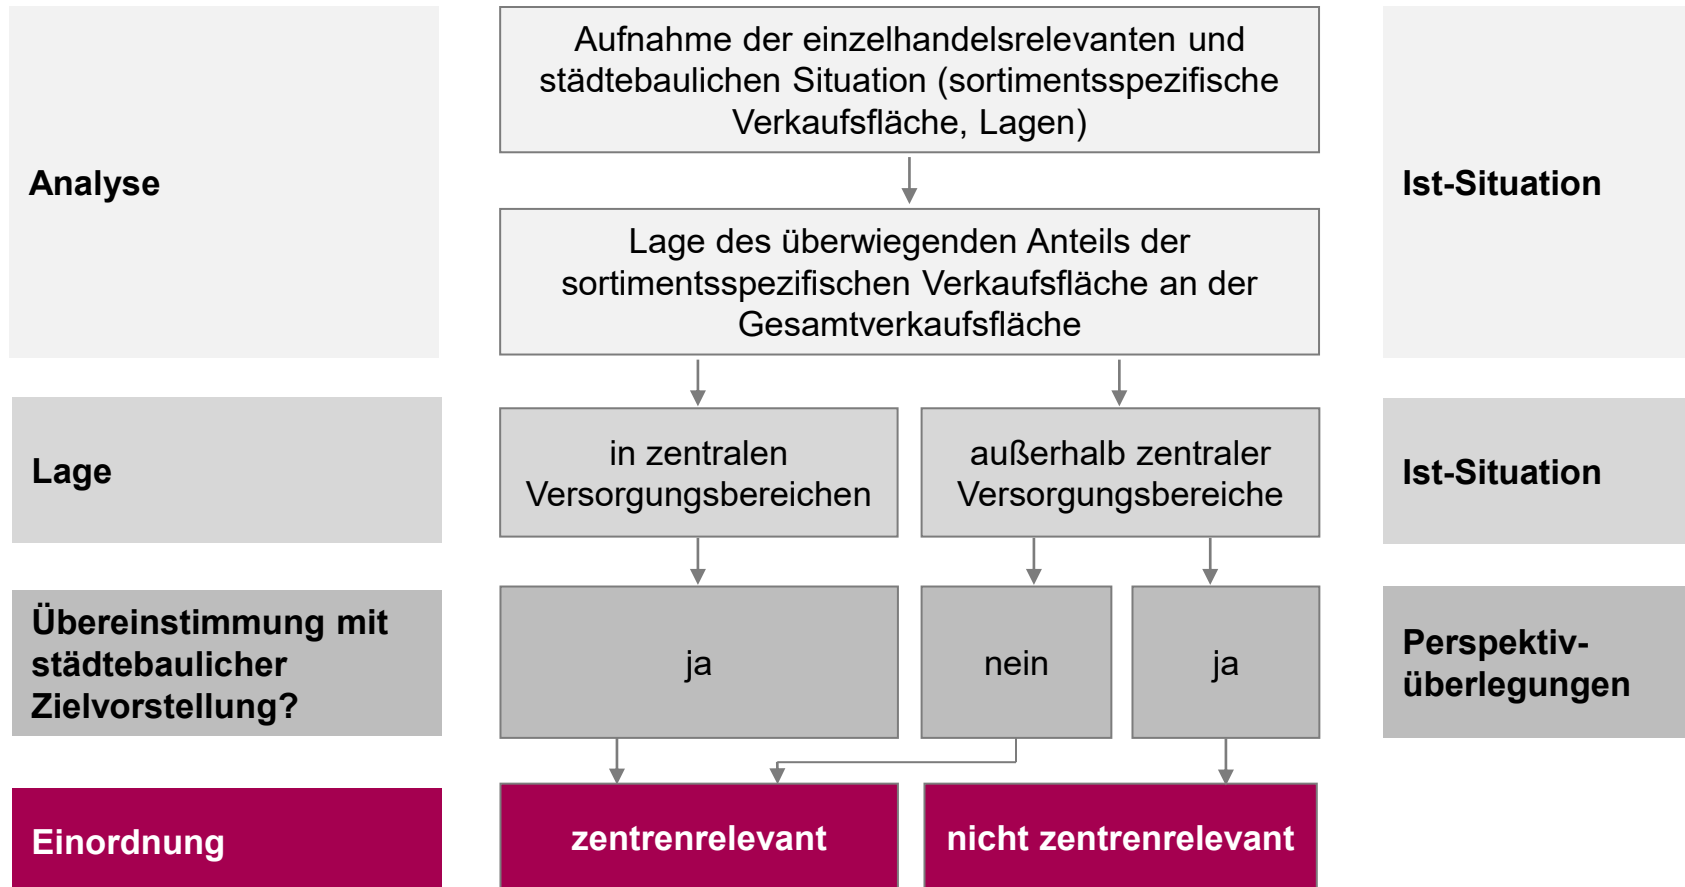 Aufnahme der einzelhandelsrelevanten und
städtebaulichen Situation (sortimentsspezifische
Verkaufsfläche, Lagen)
Analyse
Ist-Situation
Lage des überwiegenden Anteils der
sortimentsspezifischen Verkaufsfläche an der
Gesamtverkaufsfläche
Lage
in zentralen
Versorgungsbereichen
außerhalb zentraler
Versorgungsbereiche
Ist-Situation
Übereinstimmung mit
städtebaulicher
Zielvorstellung?
ja
nein
ja
Perspektiv-
überlegungen
Einordnung
zentrenrelevant
nicht zentrenrelevant